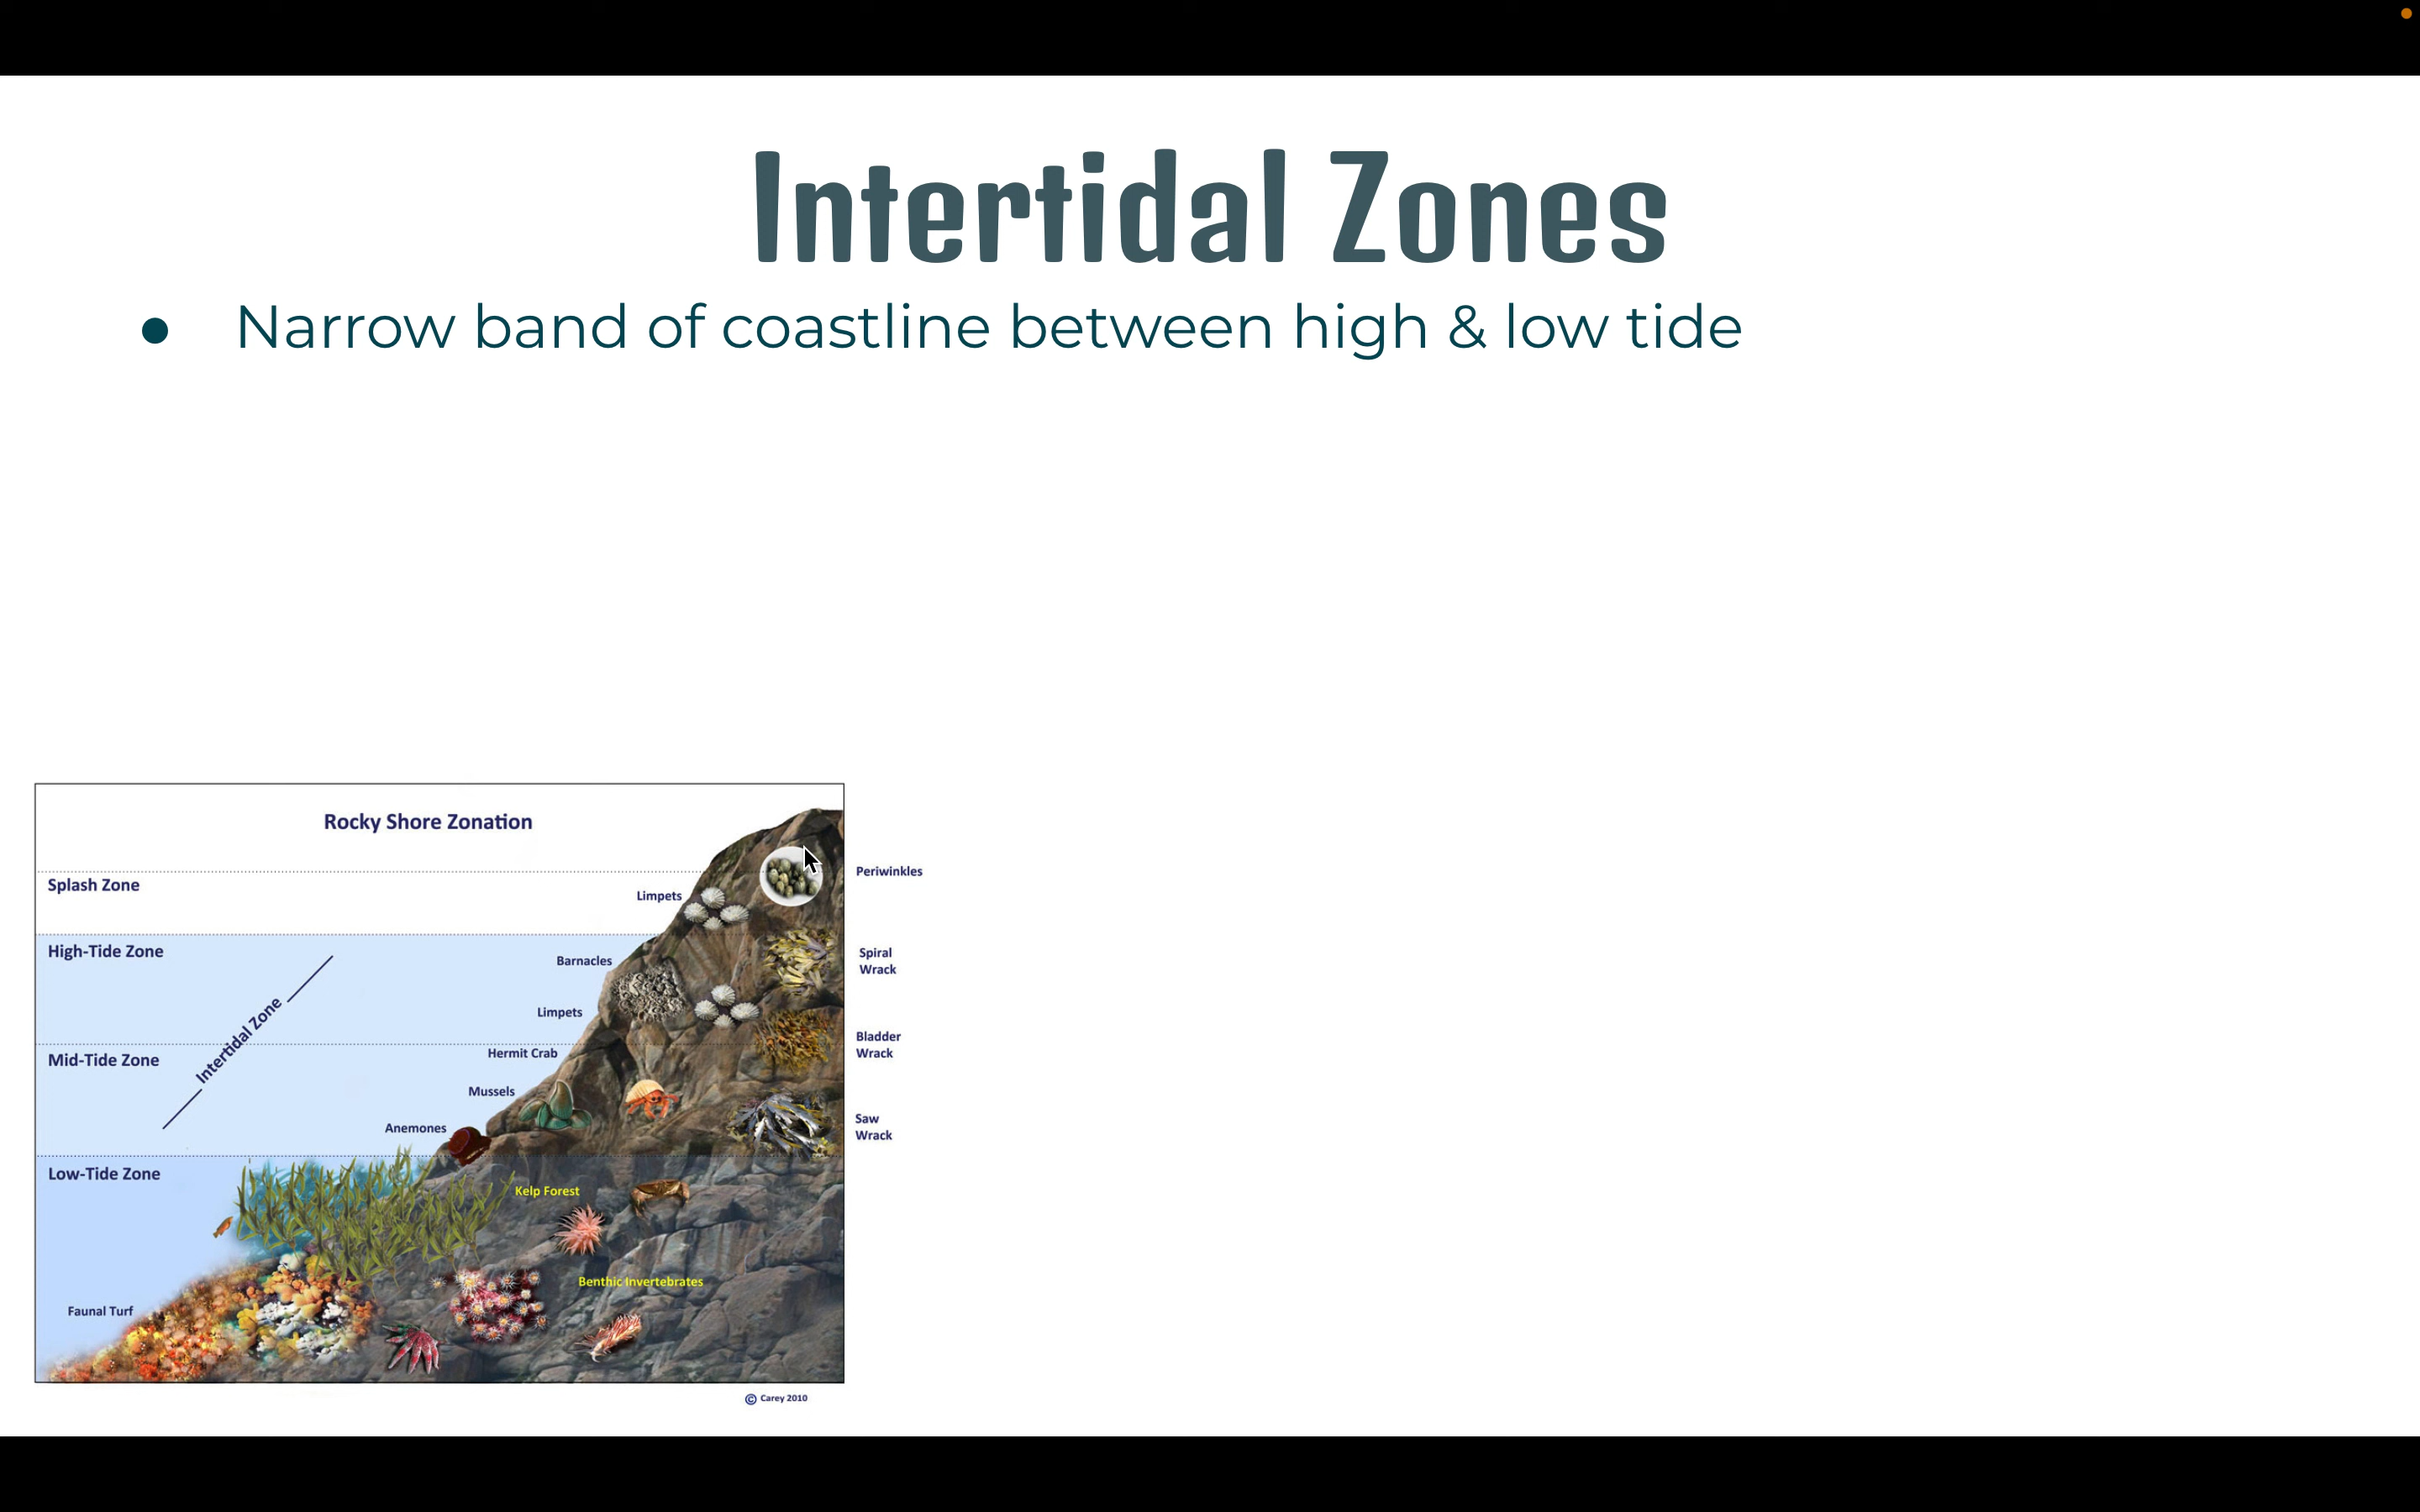 Intertidal Zones
● Narrow band of coastline between high & low tide
Rocky Shore Zonation
Splash Zone
Limpets
Periwinkles
High-Tide Zone
Barnacles
Spiral
Wrack
Intertidal Zone
Limpets
Mid-Tide Zone
Hermit Crab
Bladder
Wrack
Mussels
Anemones
Saw
Wrack
Low-Tide Zone
Kelp Forest
Benthic Invertebrates
Faunal Turf
© Carey 2010